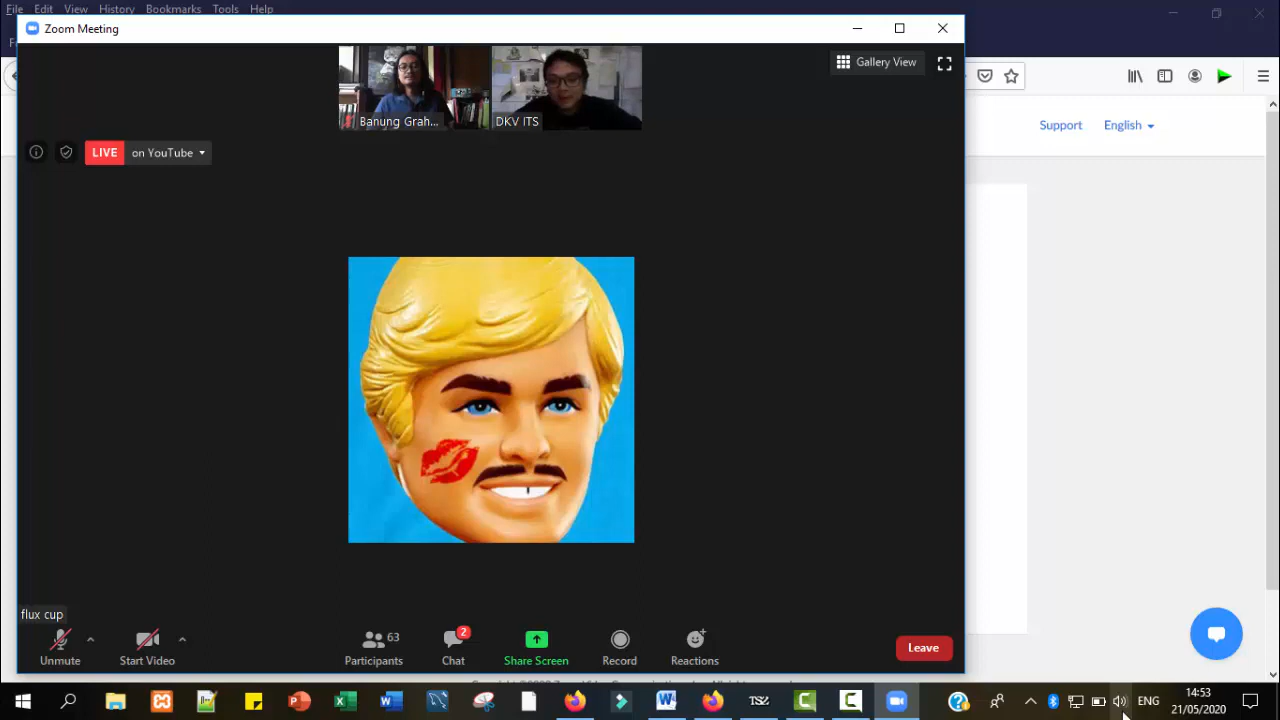 File Edit View History Bookmarks Tools Help
Zoom Meeting
Gallery View
Banung Grah...
DKV ITS
LIVE on YouTube
Support
English
flux cup
Unmute
Start Video
63
Participants
2
Chat
Share Screen
Record
Reactions
Leave
ENG
14:53
21/05/2020